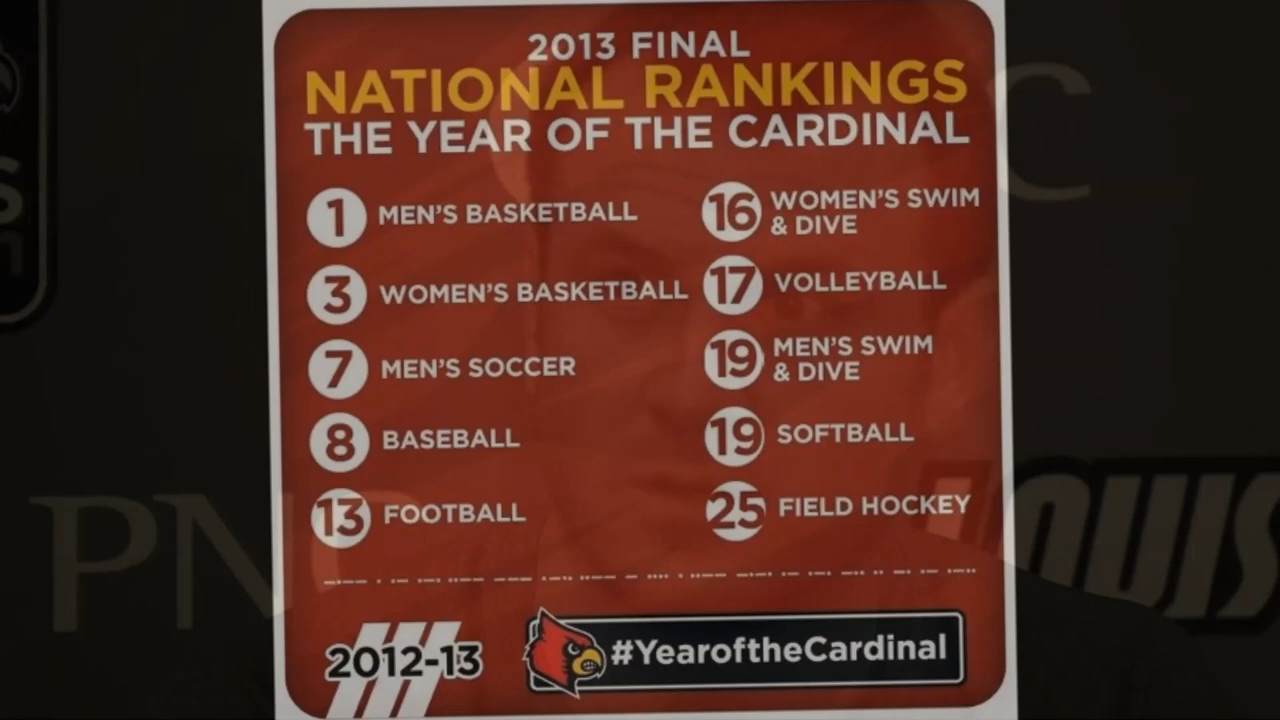 2013 FINAL
NATIONAL RANKINGS
THE YEAR OF THE CARDINAL
1 MEN'S BASKETBALL
3 WOMEN'S BASKETBALL
7 MEN'S SOCCER
8 BASEBALL
13 FOOTBALL
16 WOMEN'S SWIM
& DIVE
17 VOLLEYBALL
19 MEN'S SWIM
& DIVE
19 SOFTBALL
25 FIELD HOCKEY
2012-13
#YearoftheCardinal